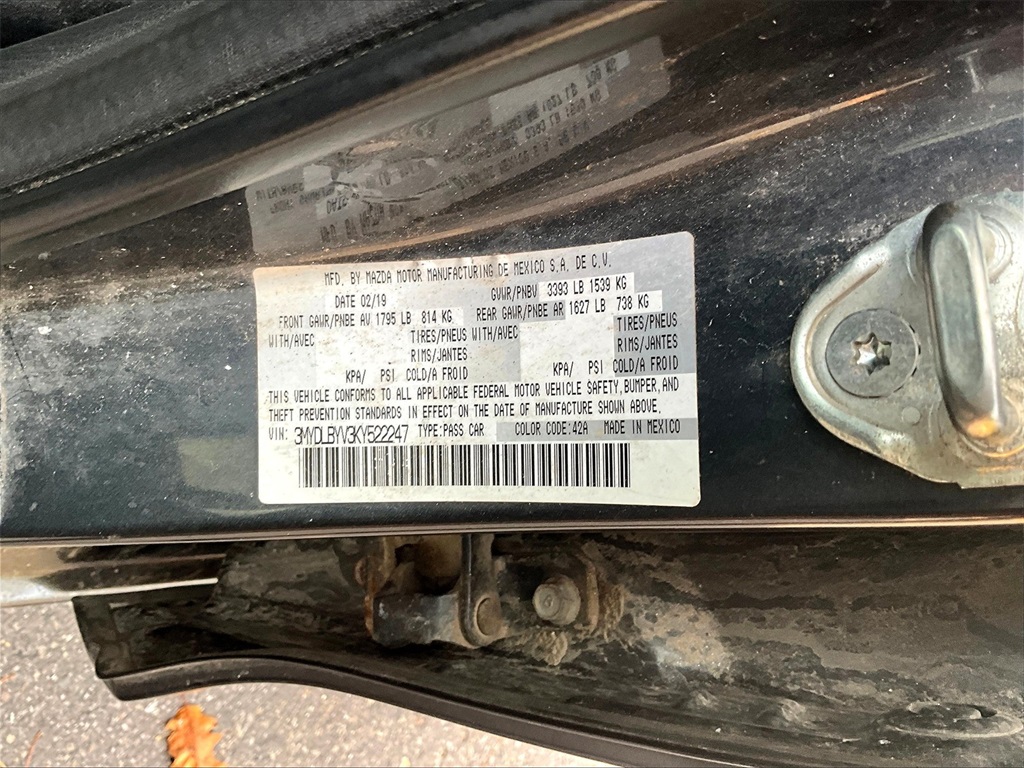 MFD. BY MAZDA MOTOR MANUFACTURING DE MEXICO S.A. DE C.V.
DATE 02/19 GVWR/PNBV 3393 LB 1539 KG
FRONT GAWR/PNBE AV 1795 LB 814 KG REAR GAWR/PNBE AR 1627 LB 738 KG
WITH/AVEC TIRES/PNEUS WITH/AVEC TIRES/PNEUS
RIMS/JANTES RIMS/JANTES
KPA/ PSI COLD/A FROID KPA/ PSI COLD/A FROID
THIS VEHICLE CONFORMS TO ALL APPLICABLE FEDERAL MOTOR VEHICLE SAFETY, BUMPER, AND
THEFT PREVENTION STANDARDS IN EFFECT ON THE DATE OF MANUFACTURE SHOWN ABOVE.
VIN: 3MYDLBYV3KY522247 TYPE:PASS CAR COLOR CODE:42A MADE IN MEXICO